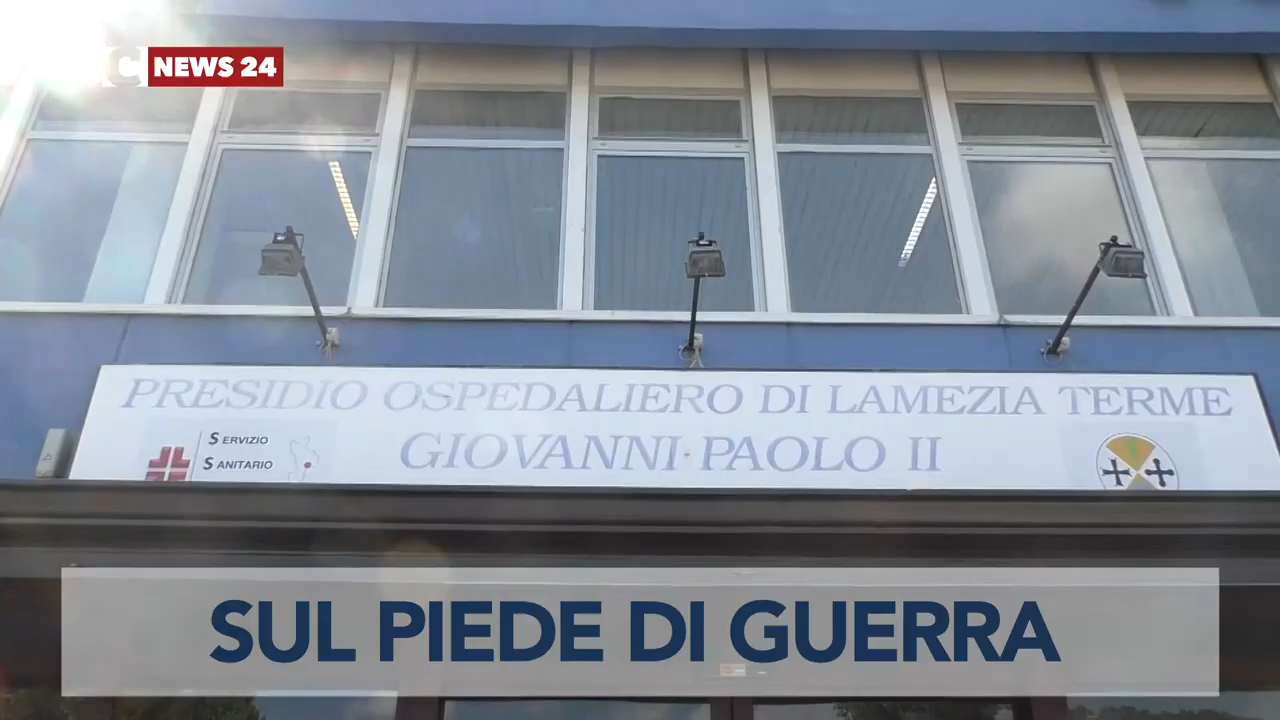 C NEWS 24
PRESIDIO OSPEDALIERO DI LAMEZIA TERME
GIOVANNI PAOLO II
SERVIZIO
SANITARIO
SUL PIEDE DI GUERRA